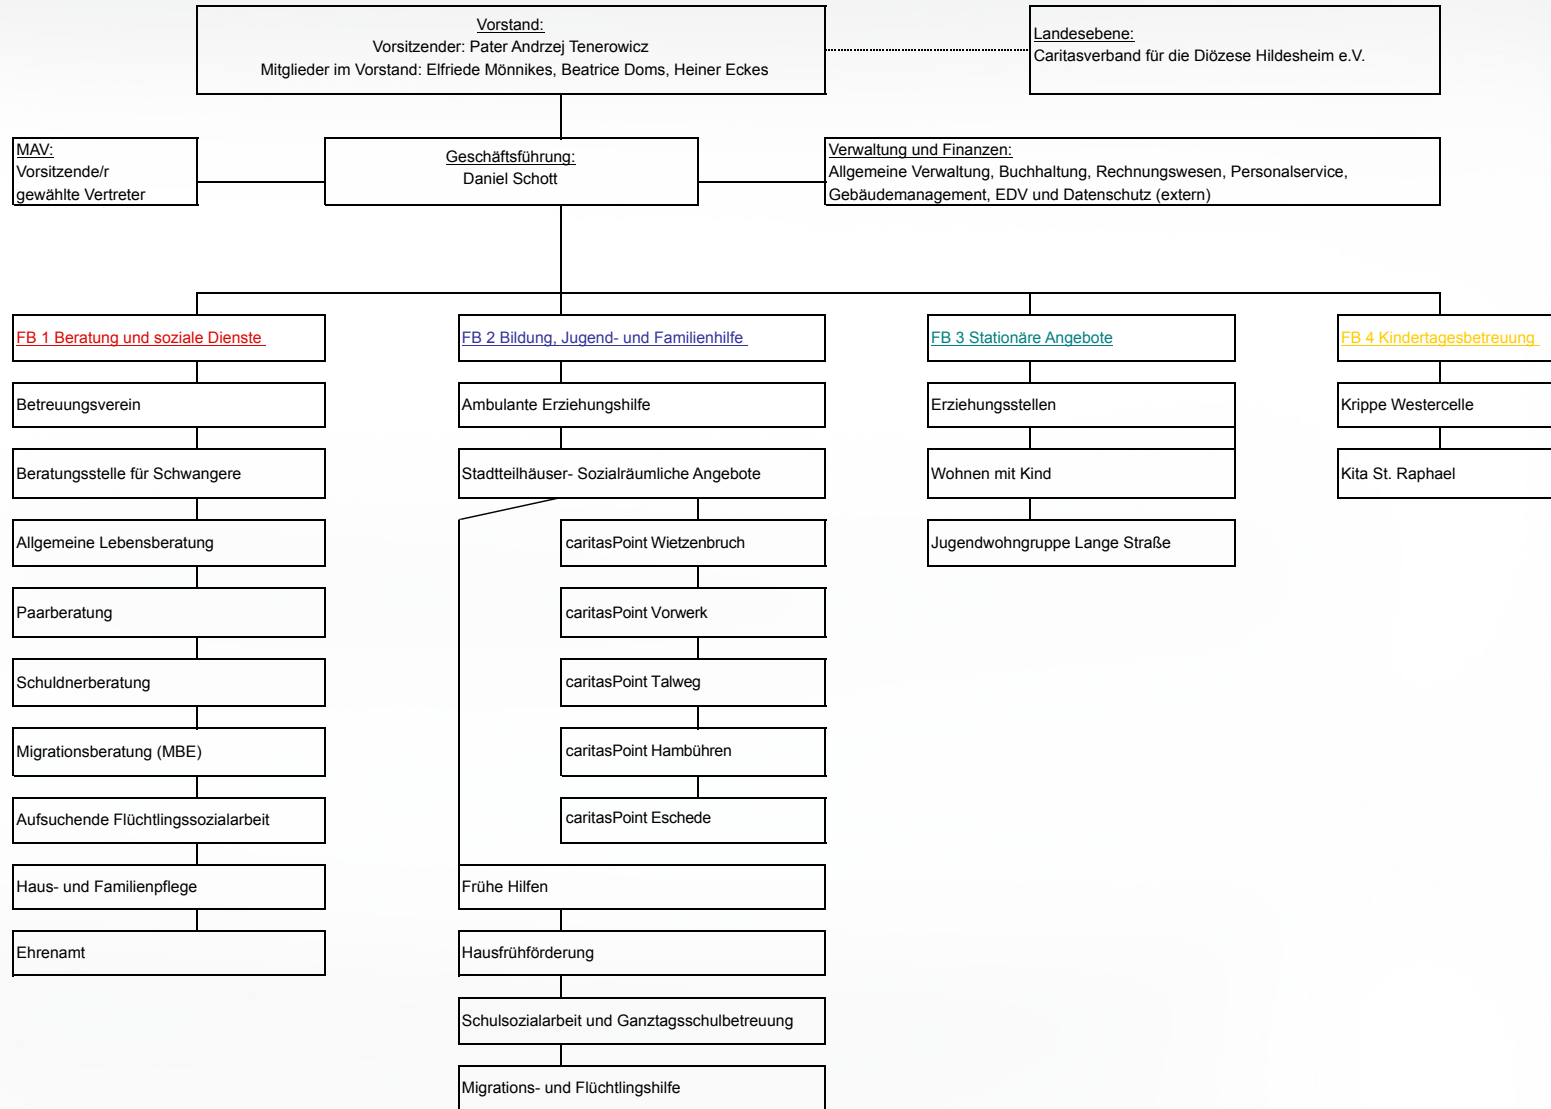 Vorstand:
Vorsitzender: Pater Andrzej Tenerowicz
Mitglieder im Vorstand: Elfriede Mönnikes, Beatrice Doms, Heiner Eckes
Landesebene:
Caritasverband für die Diözese Hildesheim e.V.
MAV:
Vorsitzende/r
gewählte Vertreter
Geschäftsführung:
Daniel Schott
Verwaltung und Finanzen:
Allgemeine Verwaltung, Buchhaltung, Rechnungswesen, Personalservice,
Gebäudemanagement, EDV und Datenschutz (extern)
FB 1 Beratung und soziale Dienste
Betreuungsverein
Beratungsstelle für Schwangere
Allgemeine Lebensberatung
Paarberatung
Schuldnerberatung
Migrationsberatung (MBE)
Aufsuchende Flüchtlingssozialarbeit
Haus- und Familienpflege
Ehrenamt
FB 2 Bildung, Jugend- und Familienhilfe
Ambulante Erziehungshilfe
Stadtteilhäuser- Sozialräumliche Angebote
caritasPoint Wietzenbruch
caritasPoint Vorwerk
caritasPoint Talweg
caritasPoint Hambühren
caritasPoint Eschede
Frühe Hilfen
Hausfrühförderung
Schulsozialarbeit und Ganztagsschulbetreuung
Migrations- und Flüchtlingshilfe
FB 3 Stationäre Angebote
Erziehungsstellen
Wohnen mit Kind
Jugendwohngruppe Lange Straße
FB 4 Kindertagesbetreuung
Krippe Westercelle
Kita St. Raphael